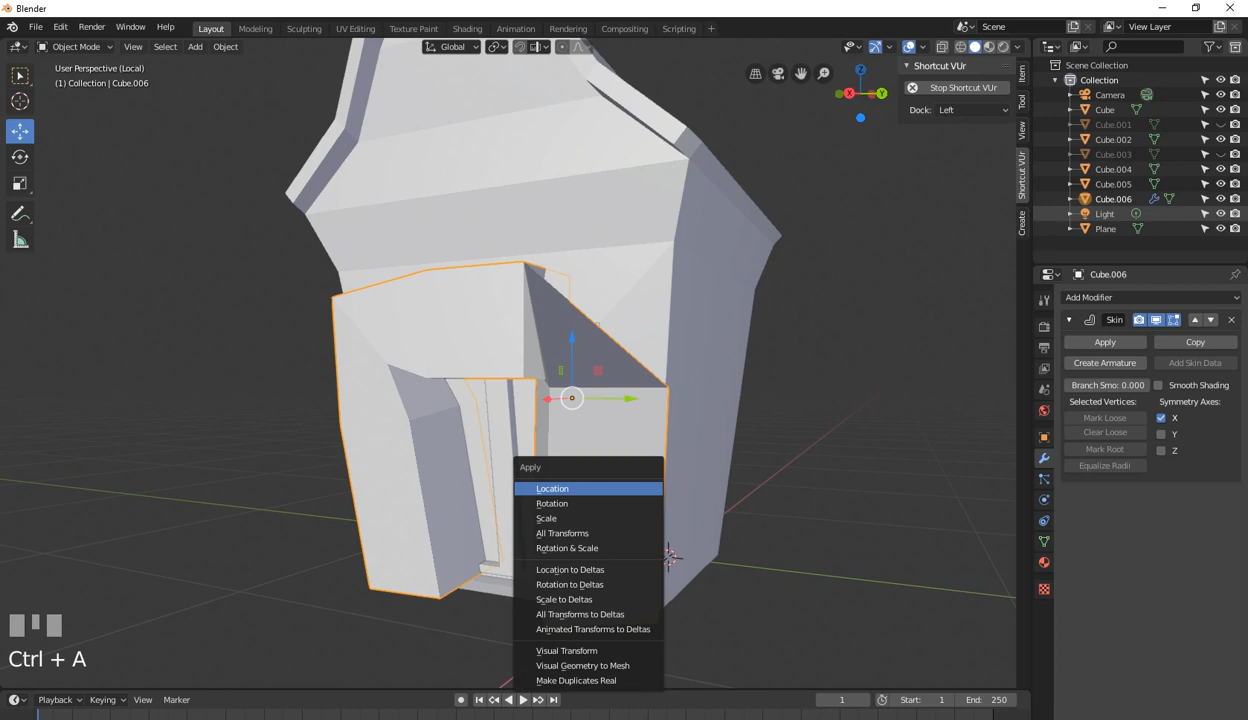 Blender
File Edit Render Window Help Layout Modeling Sculpting UV Editing Texture Paint Shading Animation Rendering Compositing Scripting Scene View Layer
Object Mode View Select Add Object Global
User Perspective (Local)
(1) Collection | Cube.006
Shortcut VUr
Stop Shortcut VUr
Dock: Left
Item
Tool
View
Shortcut VUr
Create
X
Y
Z
Scene Collection
Collection
Camera
Cube
Cube.001
Cube.002
Cube.003
Cube.004
Cube.005
Cube.006
Light
Plane
Cube.006
Add Modifier
Skin
Apply Copy
Create Armature Add Skin Data
Branch Smo: 0.000 Smooth Shading
Selected Vertices: Symmetry Axes:
Mark Loose X
Clear Loose Y
Mark Root Z
Equalize Radii
Apply
Location
Rotation
Scale
All Transforms
Rotation & Scale
Location to Deltas
Rotation to Deltas
Scale to Deltas
All Transforms to Deltas
Animated Transforms to Deltas
Visual Transform
Visual Geometry to Mesh
Make Duplicates Real
Ctrl + A
Playback Keying View Marker 1 Start: 1 End: 250